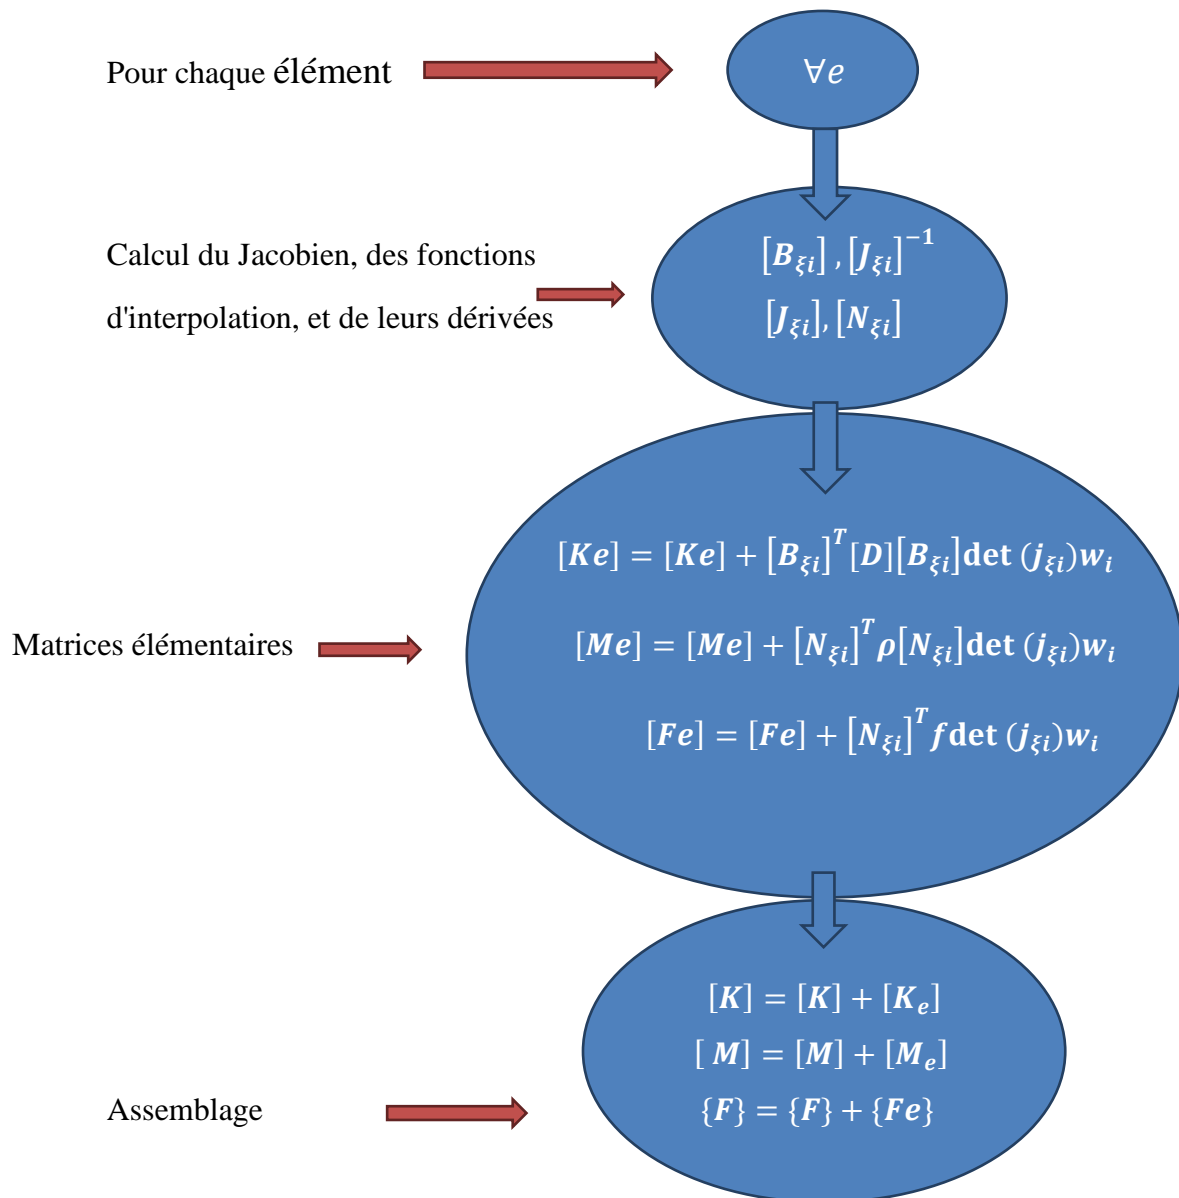 Pour chaque élément
∀e
Calcul du Jacobien, des fonctions
d'interpolation, et de leurs dérivées
[B_ξi] , [J_ξi]^-1
[J_ξi], [N_ξi]
[Ke] = [Ke] + [B_ξi]^T [D][B_ξi]det (j_ξi)w_i
Matrices élémentaires
[Me] = [Me] + [N_ξi]^T ρ[N_ξi]det (j_ξi)w_i
[Fe] = [Fe] + [N_ξi]^T fdet (j_ξi)w_i
[K] = [K] + [K_e]
[ M] = [M] + [M_e]
Assemblage
{F} = {F} + {Fe}